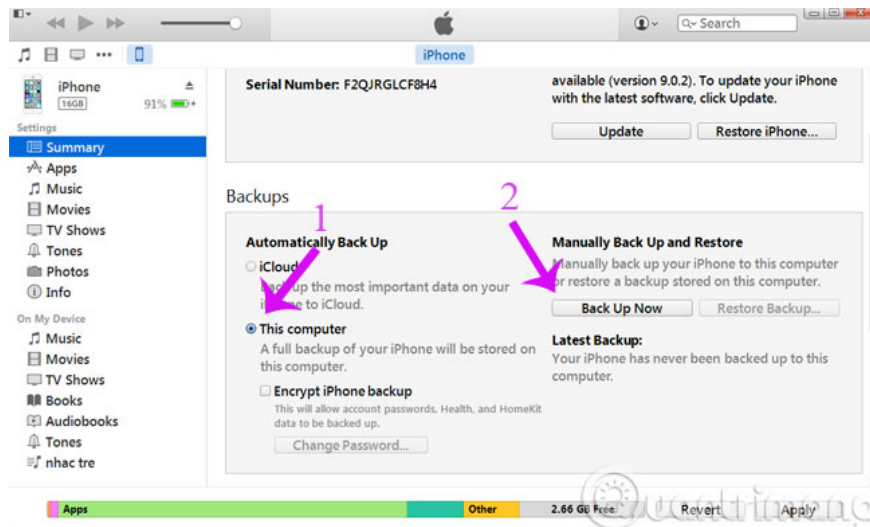 Search
iPhone
iPhone
16GB
91%
Settings
Summary
Apps
Music
Movies
TV Shows
Tones
Photos
Info
On My Device
Music
Movies
TV Shows
Books
Audiobooks
Tones
nhac tre
Serial Number: F2QJRGLCF8H4
available (version 9.0.2). To update your iPhone
with the latest software, click Update.
Update
Restore iPhone...
Backups
1
2
Automatically Back Up
iCloud
Back up the most important data on your
iPhone to iCloud.
This computer
A full backup of your iPhone will be stored on
this computer.
Encrypt iPhone backup
This will allow account passwords, Health, and HomeKit
data to be backed up.
Change Password...
Manually Back Up and Restore
Manually back up your iPhone to this computer
or restore a backup stored on this computer.
Back Up Now
Restore Backup...
Latest Backup:
Your iPhone has never been backed up to this
computer.
Apps
Other
2.66 GB Free
Revert
Apply
Quantrimang